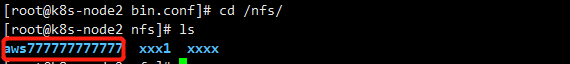 [root@k8s-node2 bin.conf]# cd /nfs/
[root@k8s-node2 nfs]# ls
aws777777777777 xxx1 xxxx